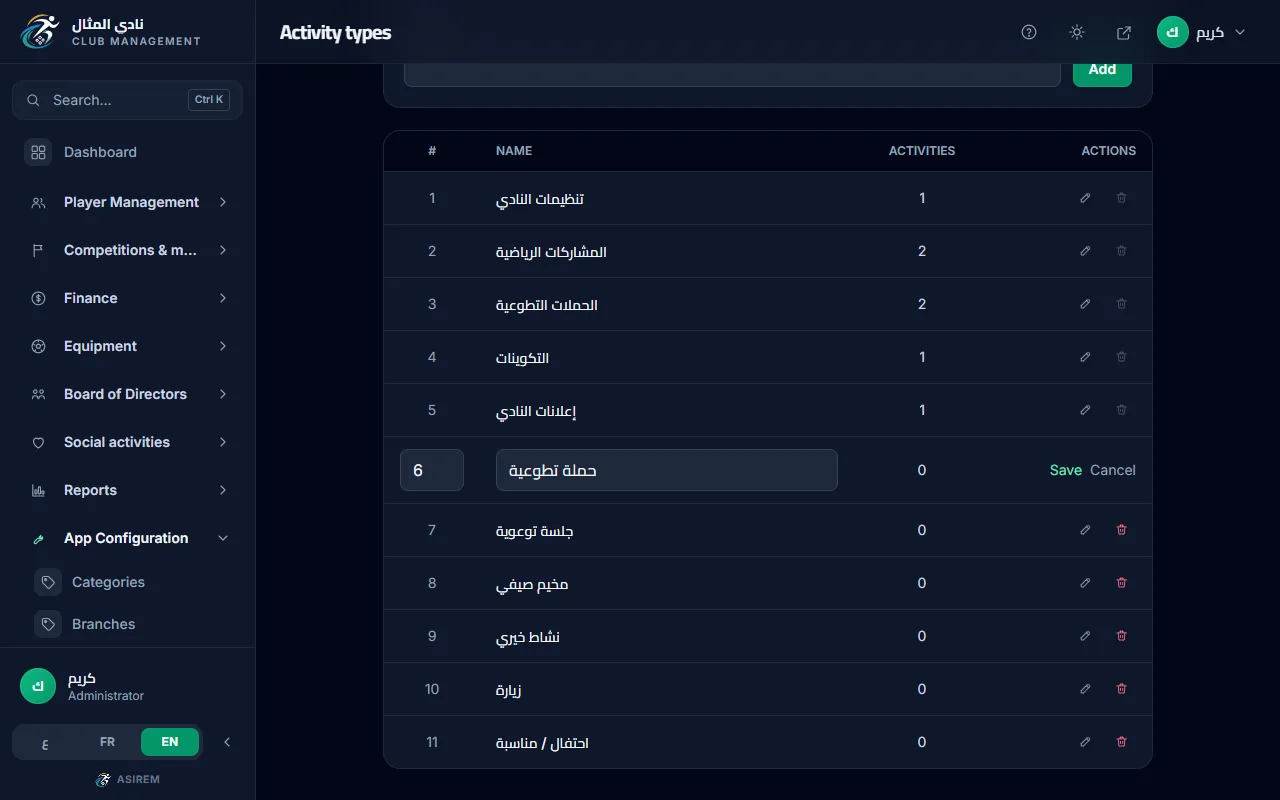 نادي المثال
CLUB MANAGEMENT
Activity types
كريم
ك
Search...
Ctrl K
Dashboard
Player Management
Competitions & m...
Finance
Equipment
Board of Directors
Social activities
Reports
App Configuration
Categories
Branches
ك
كريم
Administrator
ع FR EN
ASIREM
Add
# NAME ACTIVITIES ACTIONS
1 تنظيمات النادي 1
2 المشاركات الرياضية 2
3 الحملات التطوعية 2
4 التكوينات 1
5 إعلانات النادي 1
6 حملة تطوعية 0 Save Cancel
7 جلسة توعوية 0
8 مخيم صيفي 0
9 نشاط خيري 0
10 زيارة 0
11 احتفال / مناسبة 0